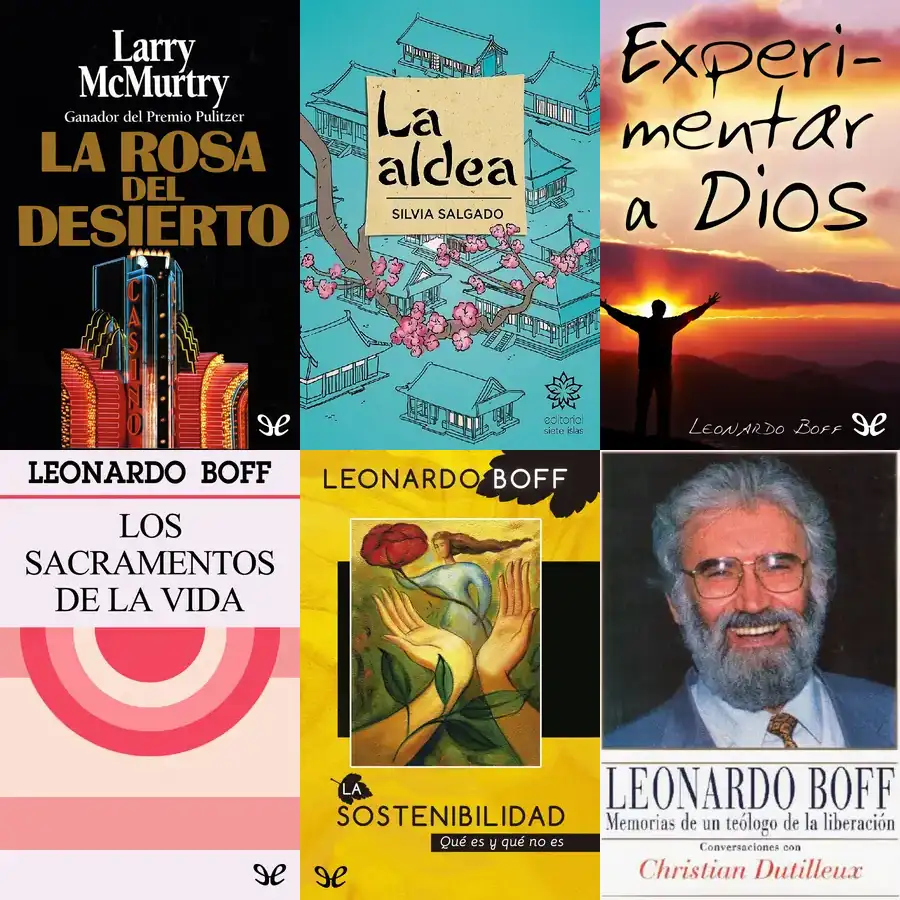 Larry
McMurtry
Ganador del Premio Pulitzer
LA ROSA
DEL
DESIERTO
CASINO
La
aldea
SILVIA SALGADO
editorial
siete islas
Experi-
mentar
a Dios
LEONARDO BOFF
LEONARDO BOFF
LOS
SACRAMENTOS
DE LA VIDA
LEONARDO BOFF
LA
SOSTENIBILIDAD
Qué es y qué no es
LEONARDO BOFF
Memorias de un teólogo de la liberación
Conversaciones con
Christian Dutilleux